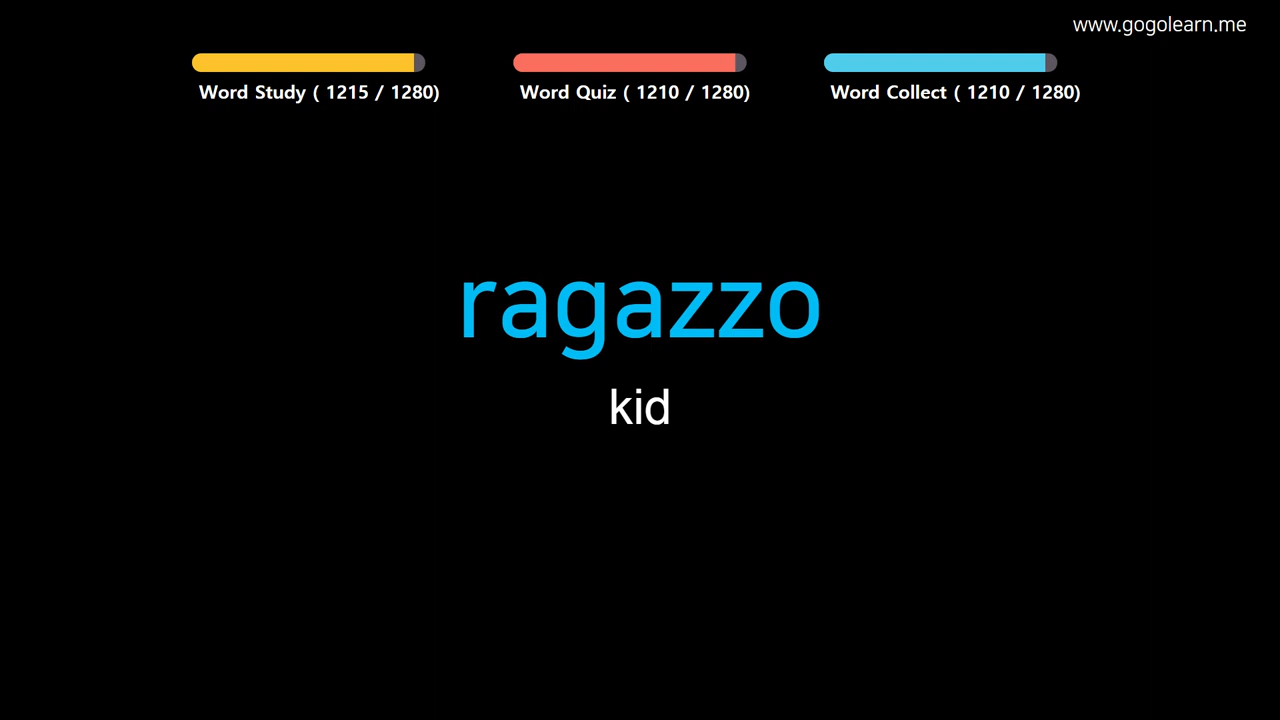 www.gogolearn.me
Word Study ( 1215 / 1280)
Word Quiz ( 1210 / 1280)
Word Collect ( 1210 / 1280)
ragazzo
kid